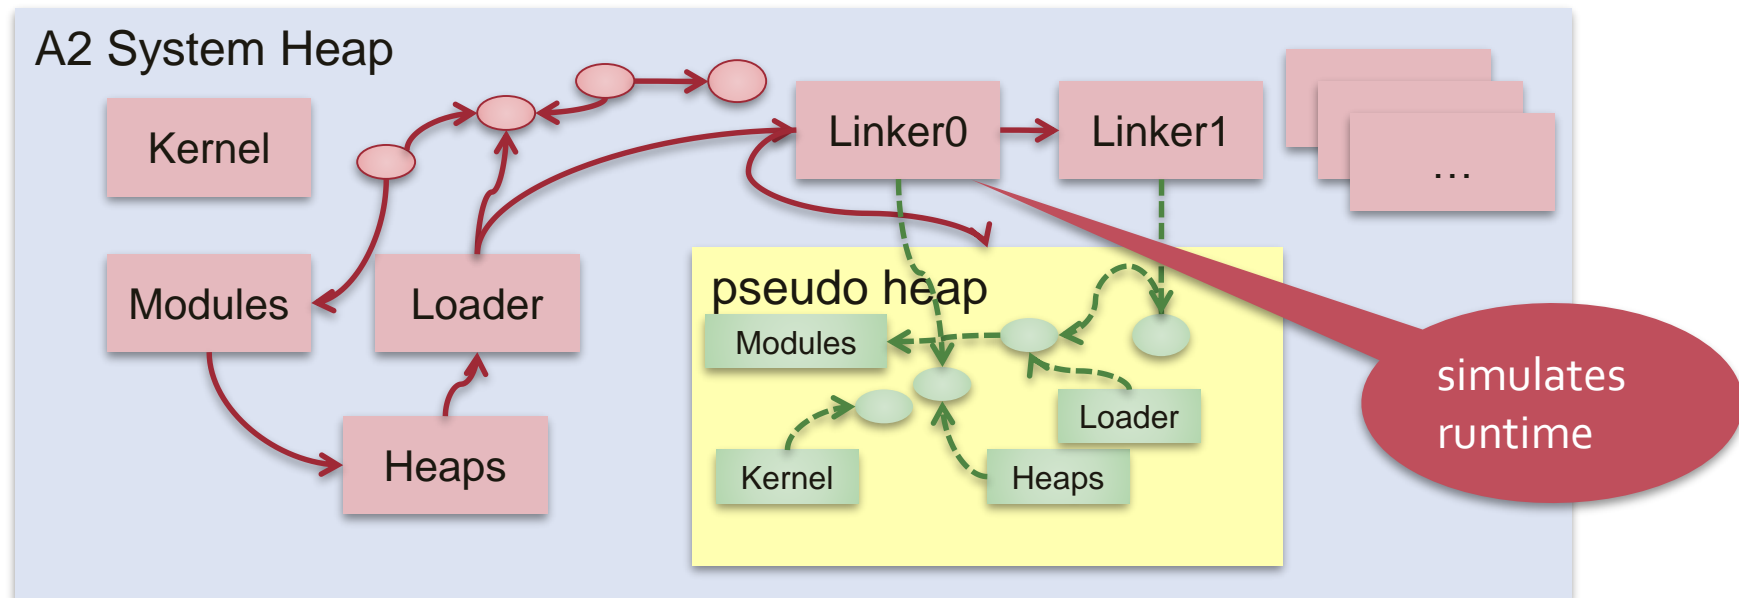 A2 System Heap
Kernel
Linker0
Linker1
...
Modules
Loader
Heaps
pseudo heap
Modules
Loader
Kernel
Heaps
simulates
runtime